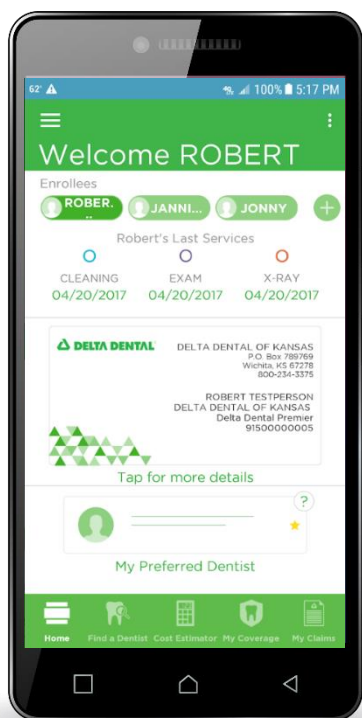 62° 100% 5:17 PM
Welcome ROBERT
Enrollees
ROBER...
JANNI...
JONNY
Robert's Last Services
CLEANING EXAM X-RAY
04/20/2017 04/20/2017 04/20/2017
DELTA DENTAL
DELTA DENTAL OF KANSAS
P.O. Box 789769
Wichita, KS 67278
800-234-3375
ROBERT TESTPERSON
DELTA DENTAL OF KANSAS
Delta Dental Premier
91500000005
Tap for more details
?
My Preferred Dentist
Home Find a Dentist Cost Estimator My Coverage My Claims